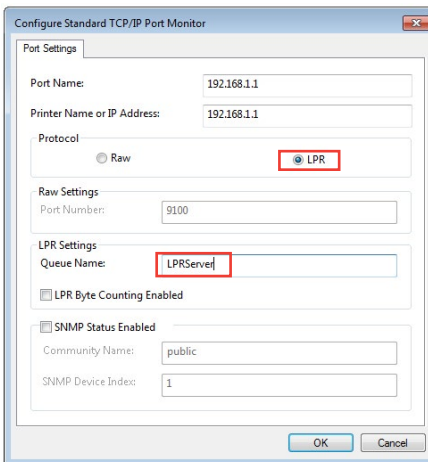 Configure Standard TCP/IP Port Monitor
Port Settings
Port Name: 192.168.1.1
Printer Name or IP Address: 192.168.1.1
Protocol
Raw LPR
Raw Settings
Port Number: 9100
LPR Settings
Queue Name: LPRServer
LPR Byte Counting Enabled
SNMP Status Enabled
Community Name: public
SNMP Device Index: 1
OK Cancel